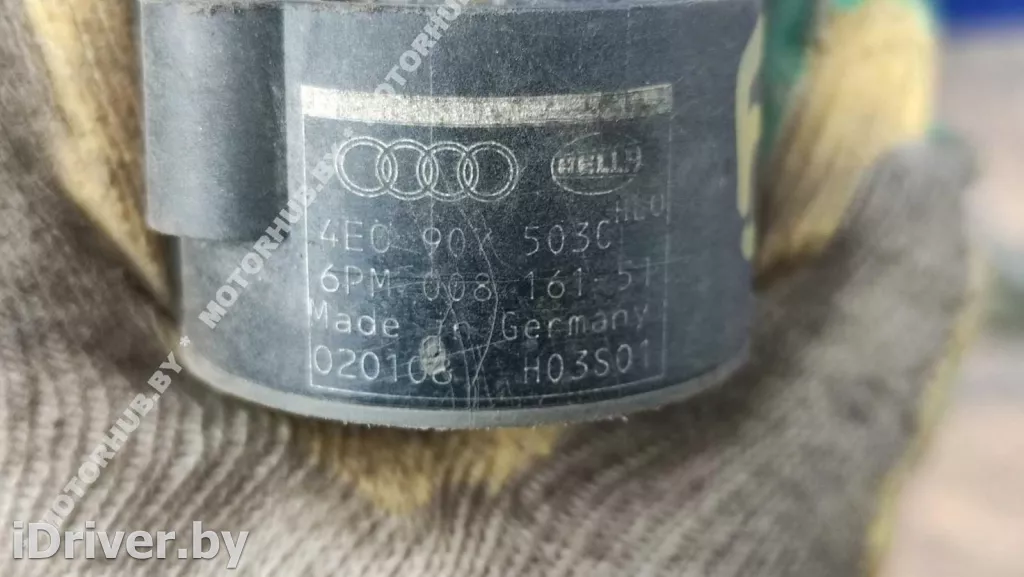 HELLA
4E0 907 503C
6PM 008 161-51
Made in Germany
020108 H03S01
MOTORHUB.BY * MOTORHUB.BY
MOTORHUB
iDriver.by